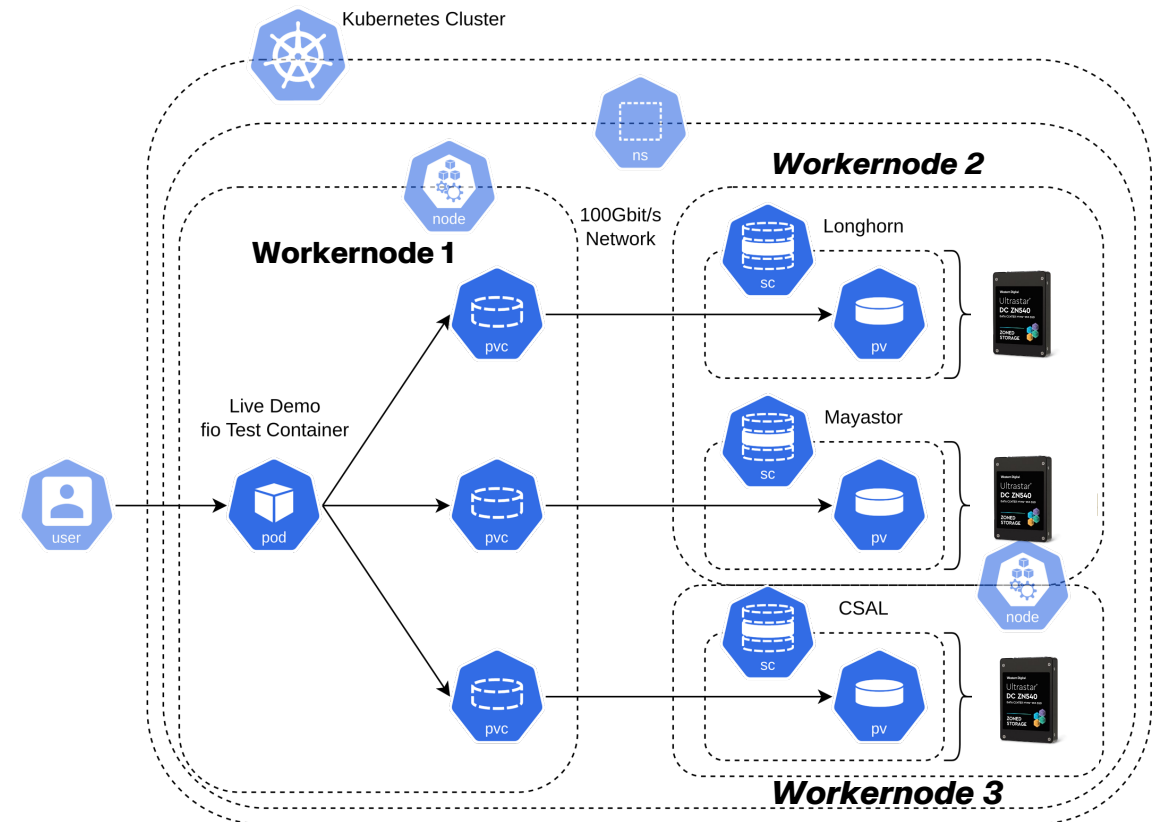 Kubernetes Cluster
ns
Workernode 2
node
Workernode 1
100Gbit/s
Network
Longhorn
sc
pvc
pv
Ultrastar
DC ZN540
ZONED
STORAGE
Live Demo
fio Test Container
Mayastor
sc
user
pod
pvc
pv
Ultrastar
DC ZN540
ZONED
STORAGE
node
CSAL
sc
pvc
pv
Ultrastar
DC ZN540
ZONED
STORAGE
Workernode 3